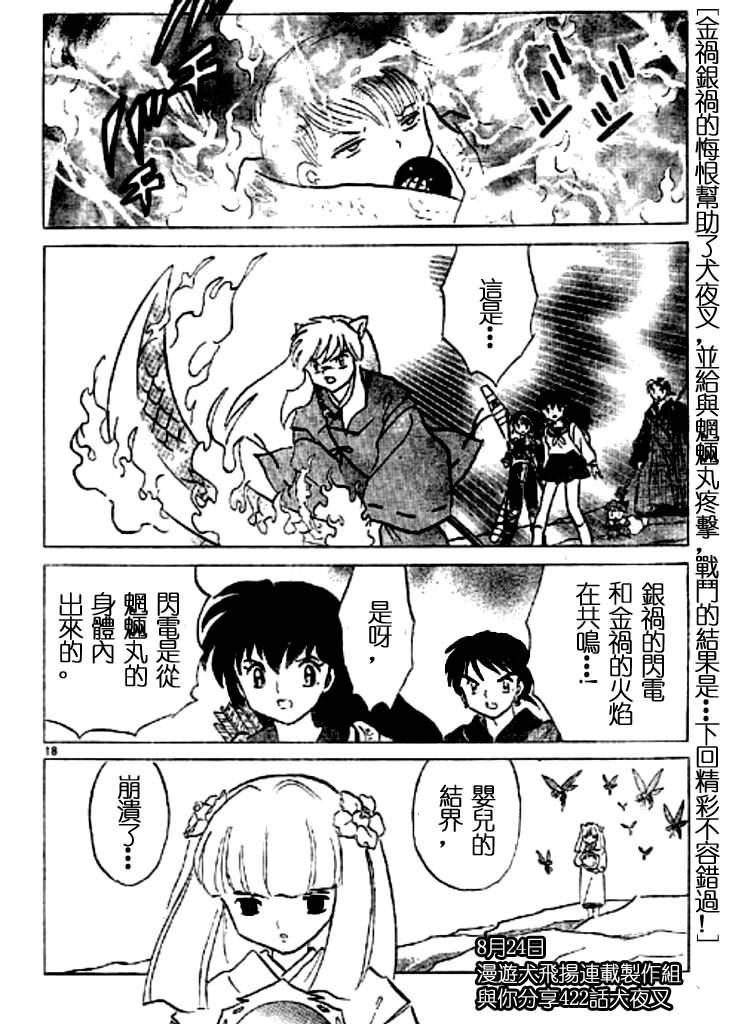 [金禍銀禍的悔恨幫助了犬夜叉,並給與魍魎丸疼擊,戰鬥的結果是…下回精彩不容錯過!]
這是…
銀禍的閃電
和金禍的火焰
在共鳴…!
是呀,
閃電是從
魍魎丸的
身體內
出來的。
18
嬰兒的
結界,
崩潰了…
8月24日
漫遊犬飛揚連載製作組
與你分享422話犬夜叉